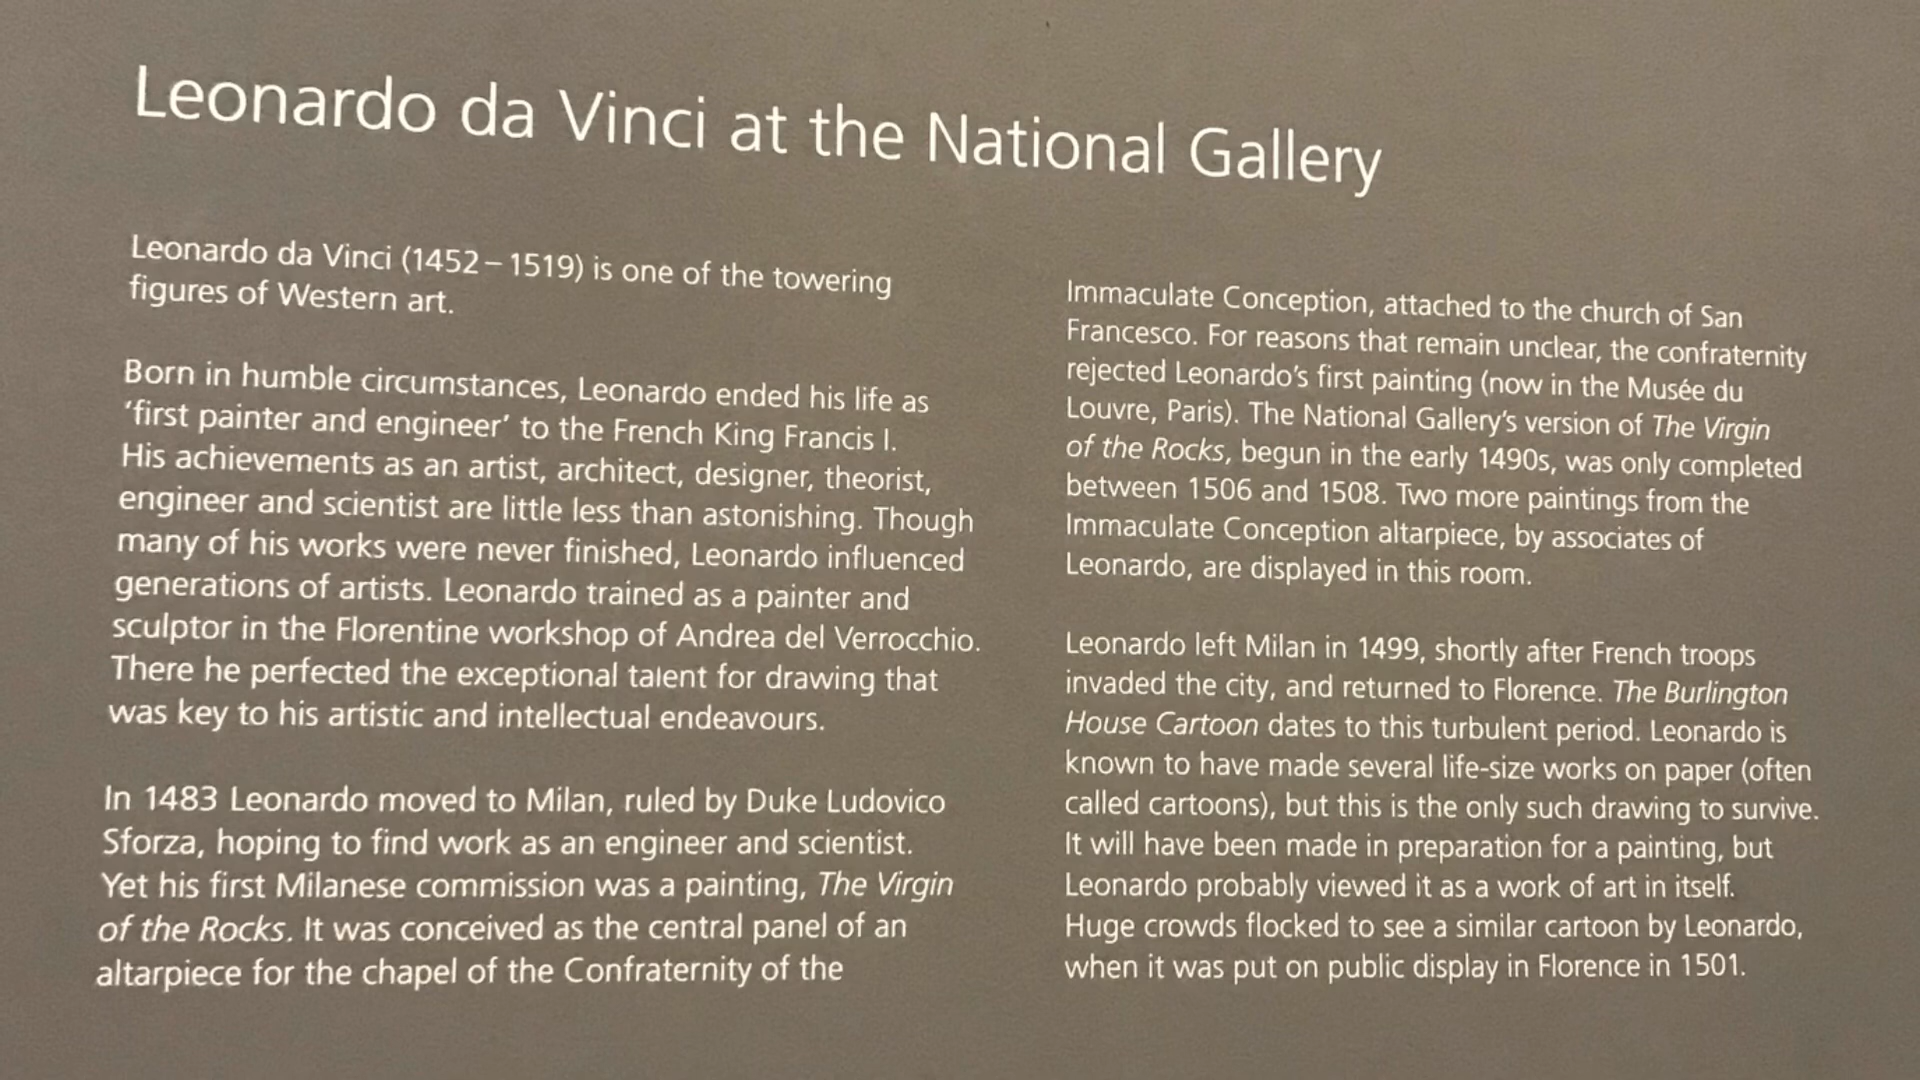 Leonardo da Vinci at the National Gallery
Leonardo da Vinci (1452 – 1519) is one of the towering
figures of Western art.
Born in humble circumstances, Leonardo ended his life as
‘first painter and engineer’ to the French King Francis I.
His achievements as an artist, architect, designer, theorist,
engineer and scientist are little less than astonishing. Though
many of his works were never finished, Leonardo influenced
generations of artists. Leonardo trained as a painter and
sculptor in the Florentine workshop of Andrea del Verrocchio.
There he perfected the exceptional talent for drawing that
was key to his artistic and intellectual endeavours.
In 1483 Leonardo moved to Milan, ruled by Duke Ludovico
Sforza, hoping to find work as an engineer and scientist.
Yet his first Milanese commission was a painting, The Virgin
of the Rocks. It was conceived as the central panel of an
altarpiece for the chapel of the Confraternity of the
Immaculate Conception, attached to the church of San
Francesco. For reasons that remain unclear, the confraternity
rejected Leonardo’s first painting (now in the Musée du
Louvre, Paris). The National Gallery’s version of The Virgin
of the Rocks, begun in the early 1490s, was only completed
between 1506 and 1508. Two more paintings from the
Immaculate Conception altarpiece, by associates of
Leonardo, are displayed in this room.
Leonardo left Milan in 1499, shortly after French troops
invaded the city, and returned to Florence. The Burlington
House Cartoon dates to this turbulent period. Leonardo is
known to have made several life-size works on paper (often
called cartoons), but this is the only such drawing to survive.
It will have been made in preparation for a painting, but
Leonardo probably viewed it as a work of art in itself.
Huge crowds flocked to see a similar cartoon by Leonardo,
when it was put on public display in Florence in 1501.